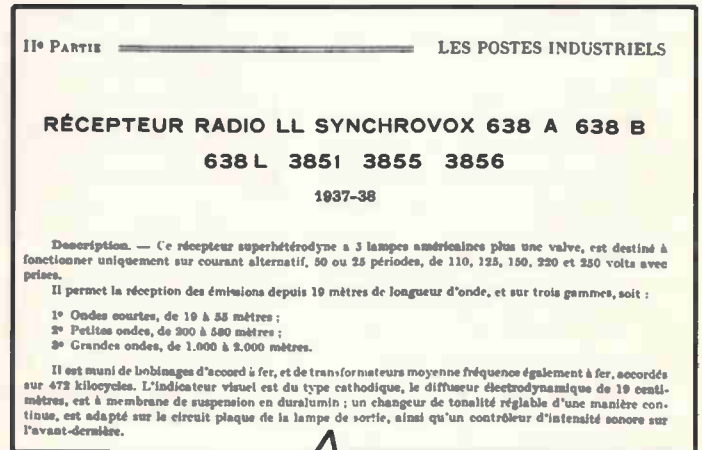 IIe PARTIE
LES POSTES INDUSTRIELS
RÉCEPTEUR RADIO LL SYNCHROVOX 638 A 638 B
638 L 3851 3855 3856
1937-38
Description. — Ce récepteur superhétérodyne a 3 lampes américaines plus une valve, est destiné à
fonctionner uniquement sur courant alternatif, 50 ou 25 périodes, de 110, 125, 150, 220 et 250 volts avec
prises.
Il permet la réception des émissions depuis 19 mètres de longueur d'onde, et sur trois gammes, soit :
1° Ondes courtes, de 19 à 55 mètres ;
2° Petites ondes, de 200 à 580 mètres ;
3° Grandes ondes, de 1.000 à 2.000 mètres.
Il est muni de bobinages d'accord à fer, et de transformateurs moyenne fréquence également à fer, accordés
sur 472 kilocycles. L'indicateur visuel est du type cathodique, le diffuseur électrodynamique de 19 centi-
mètres, est à membrane de suspension en duralumin ; un changeur de tonalité réglable d'une manière con-
tinue, est adapté sur le circuit plaque de la lampe de sortie, ainsi qu'un contrôleur d'intensité sonore sur
l'avant-dernière.